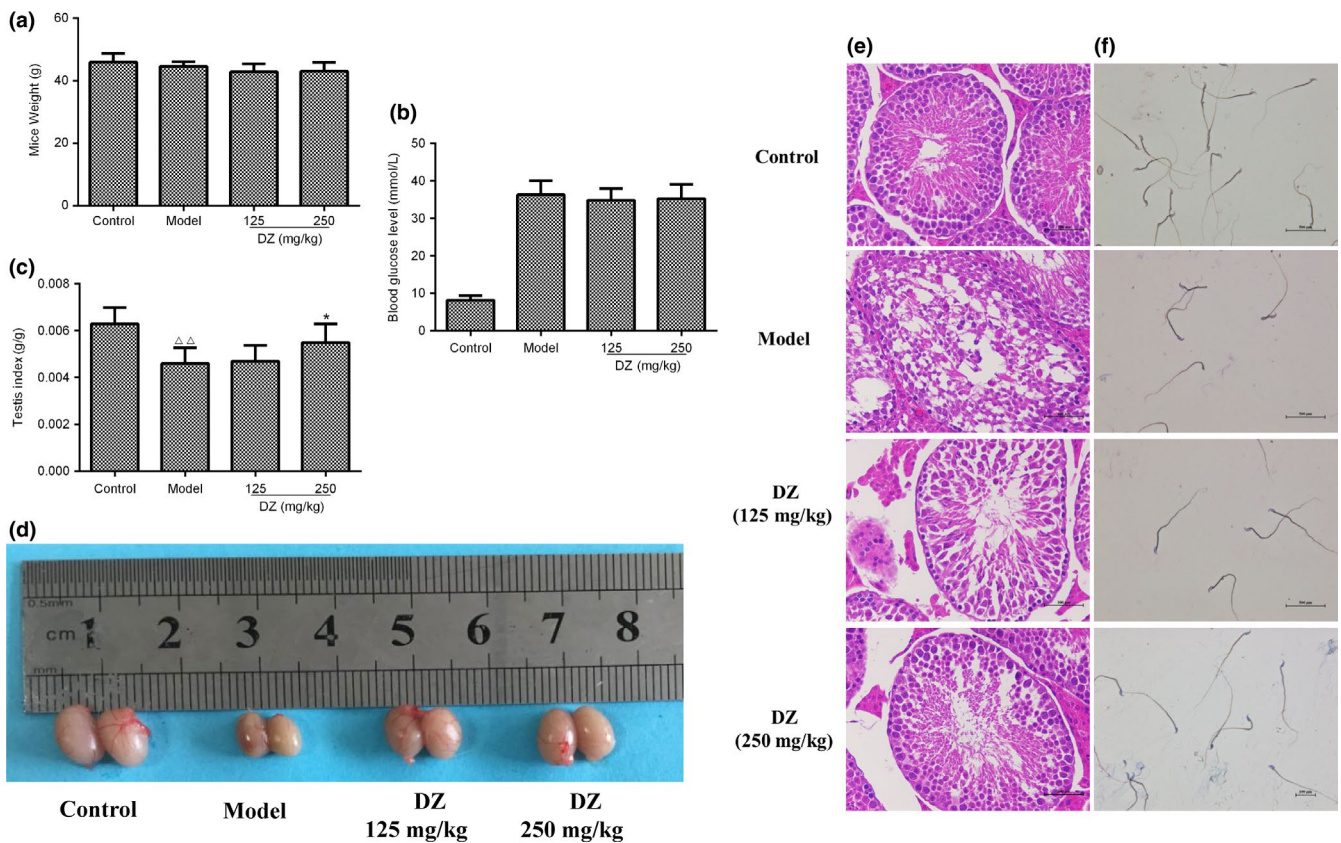 (a)
Mice Weight (g)
60
40
20
0
Control
Model
125
250
DZ (mg/kg)
(b)
Blood glucose level (mmol/L)
50
40
30
20
10
0
Control
Model
125
250
DZ (mg/kg)
(c)
Testis index (g/g)
0.008
0.006
0.004
0.002
0.000
△△
*
Control
Model
125
250
DZ (mg/kg)
(d)
0.5mm
cm 1 2 3 4 5 6 7 8
mm
Control
Model
DZ
125 mg/kg
DZ
250 mg/kg
(e)
(f)
Control
Model
DZ
(125 mg/kg)
DZ
(250 mg/kg)